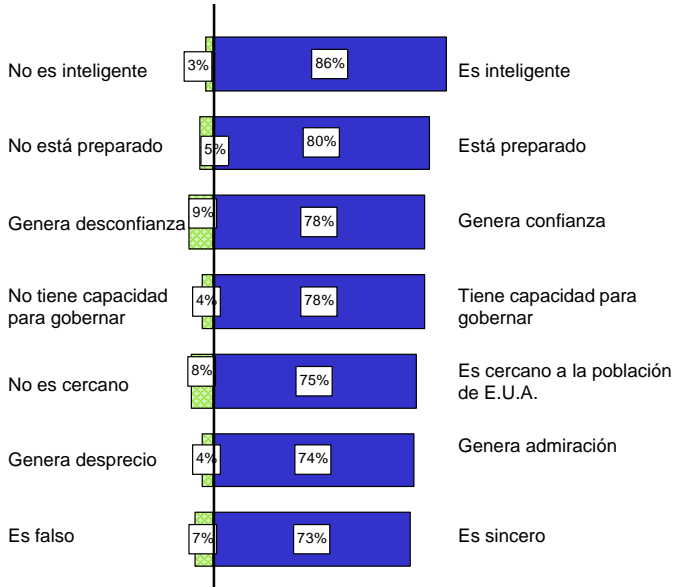 No es inteligente
3%
86%
Es inteligente
No está preparado
5%
80%
Está preparado
Genera desconfianza
9%
78%
Genera confianza
No tiene capacidad
para gobernar
4%
78%
Tiene capacidad para
gobernar
No es cercano
8%
75%
Es cercano a la población
de E.U.A.
Genera desprecio
4%
74%
Genera admiración
Es falso
7%
73%
Es sincero